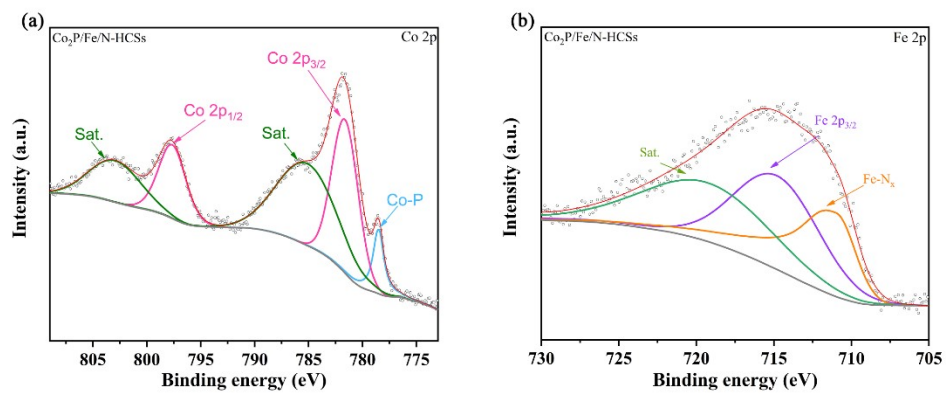 (a)
Co₂P/Fe/N-HCSs
Co 2p
Co 2p₃/₂
Co 2p₁/₂
Sat.
Sat.
Co-P
Intensity (a.u.)
805 800 795 790 785 780 775
Binding energy (eV)
(b)
Co₂P/Fe/N-HCSs
Fe 2p
Fe 2p₃/₂
Sat.
Fe-Nₓ
Intensity (a.u.)
730 725 720 715 710 705
Binding energy (eV)